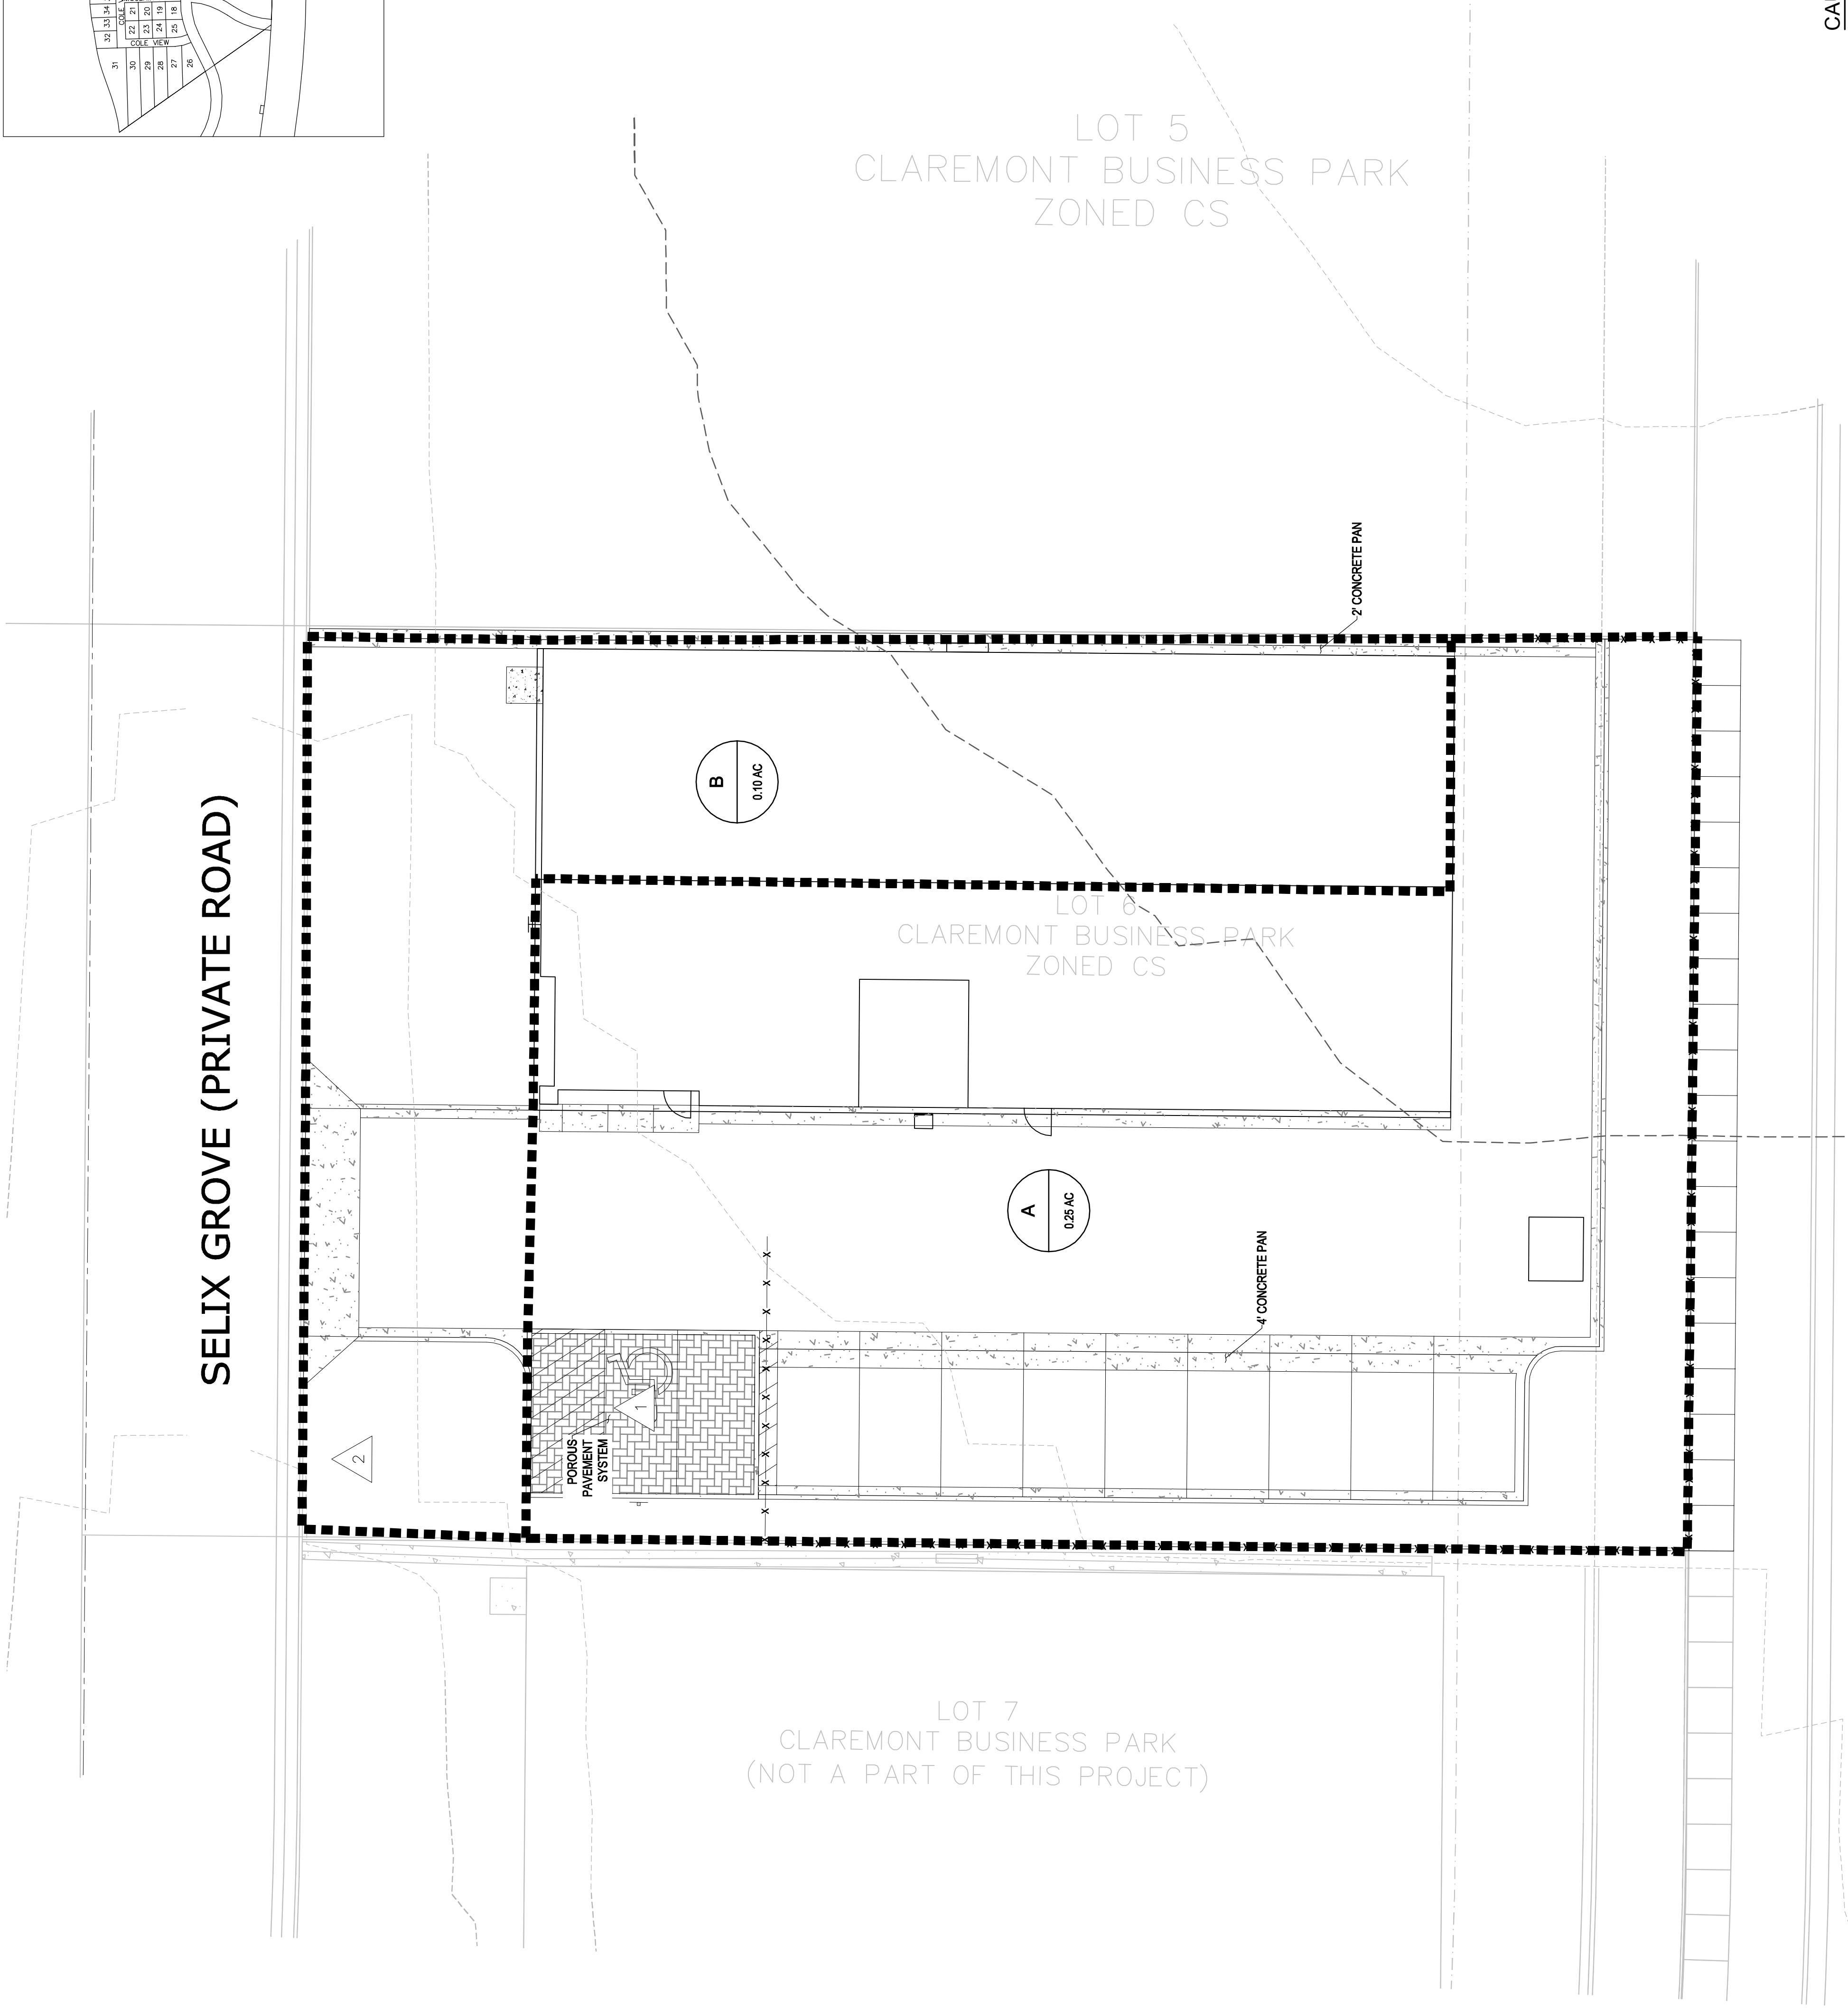 32 33 34
COLE
22 21
23 20
24 19
25 18
COLE VIEW
31
30
29
28
27
26
CA
LOT 5
CLAREMONT BUSINESS PARK
ZONED CS
2' CONCRETE PAN
SELIX GROVE (PRIVATE ROAD)
B
0.10 AC
LOT 6
CLAREMONT BUSINESS PARK
ZONED CS
A
0.25 AC
4' CONCRETE PAN
1
POROUS
PAVEMENT
SYSTEM
2
LOT 7
CLAREMONT BUSINESS PARK
(NOT A PART OF THIS PROJECT)